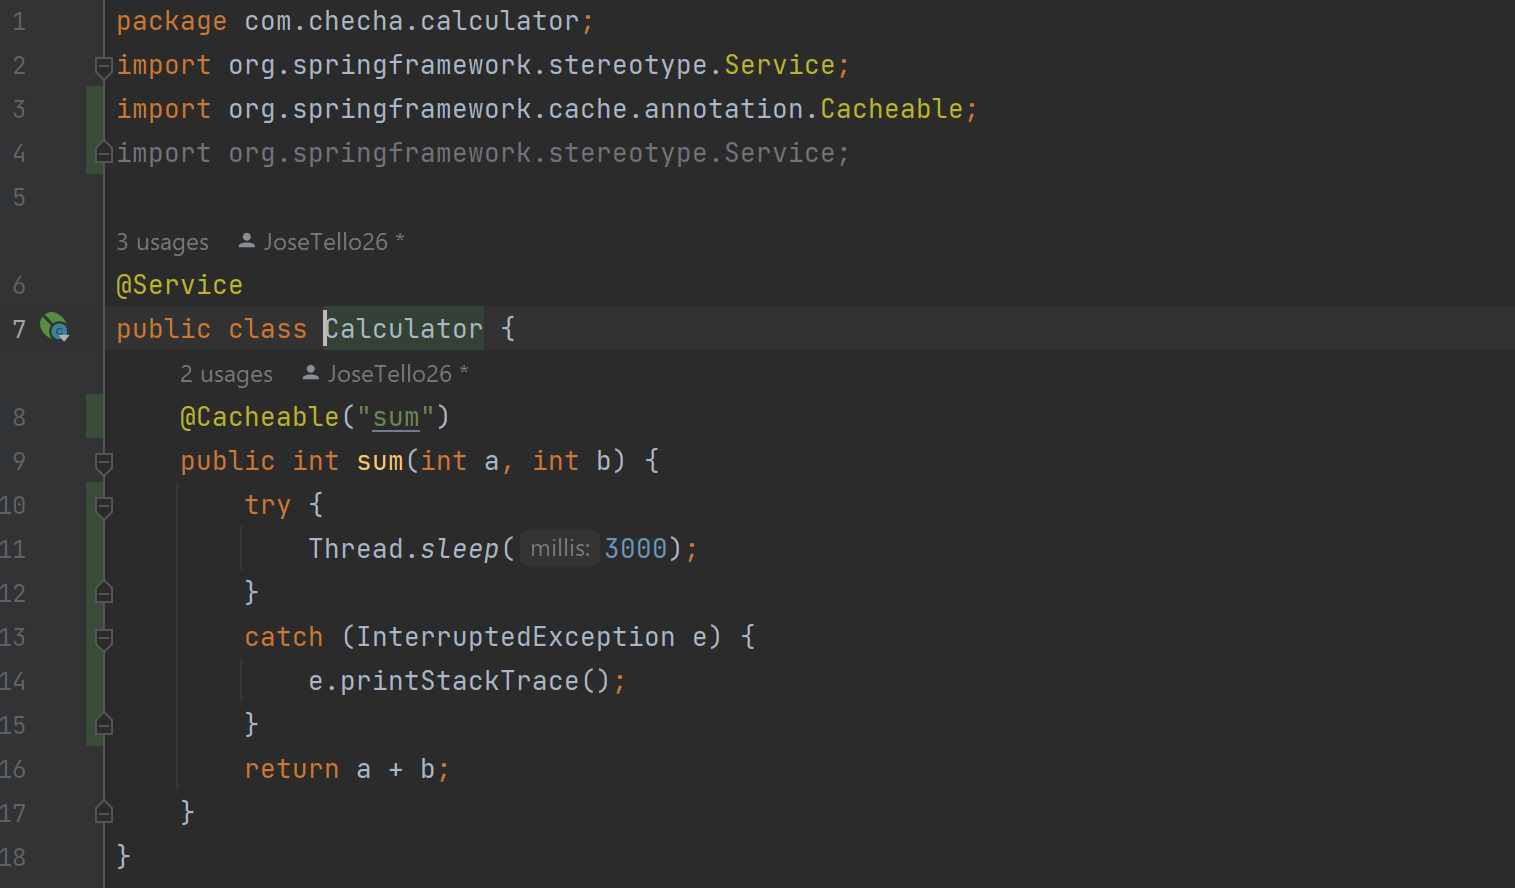 1 package com.checha.calculator;
2 import org.springframework.stereotype.Service;
3 import org.springframework.cache.annotation.Cacheable;
4 import org.springframework.stereotype.Service;
5
3 usages JoseTello26 *
6 @Service
7 public class Calculator {
2 usages JoseTello26 *
8 @Cacheable("sum")
9 public int sum(int a, int b) {
10 try {
11 Thread.sleep( millis: 3000);
12 }
13 catch (InterruptedException e) {
14 e.printStackTrace();
15 }
16 return a + b;
17 }
18 }